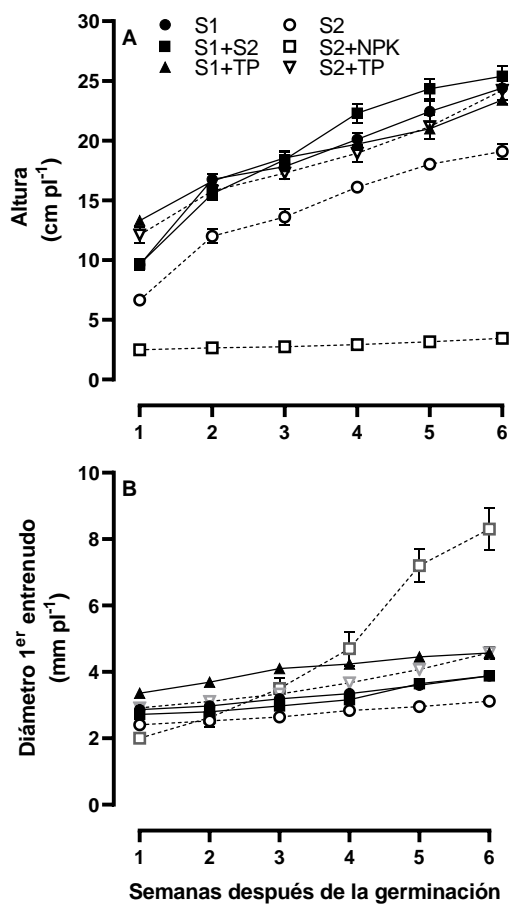 A
S1
S2
S1+S2
S2+NPK
S1+TP
S2+TP
Altura
(cm pl⁻¹)
30
25
20
15
10
5
0
1 2 3 4 5 6
B
Diámetro 1ᵉʳ entrenudo
(mm pl⁻¹)
10
8
6
4
2
0
1 2 3 4 5 6
Semanas después de la germinación